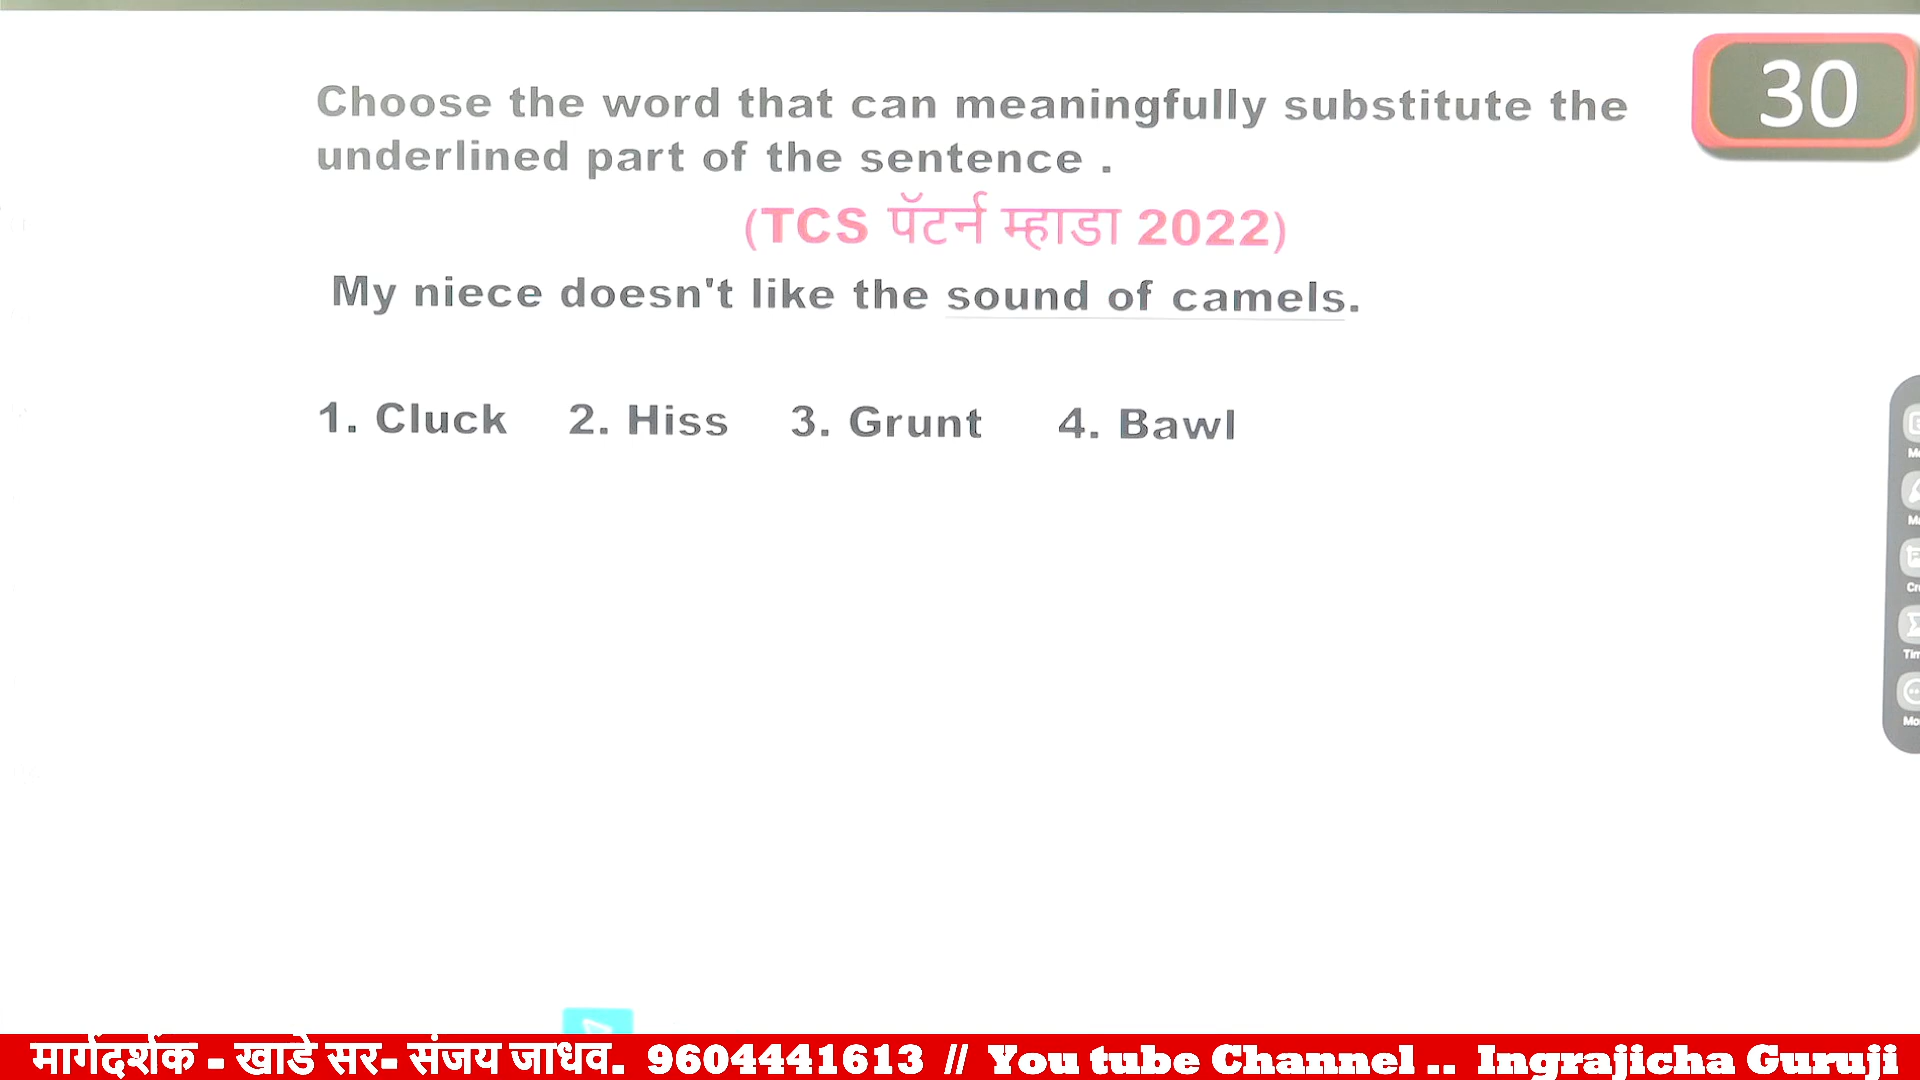 30
Choose the word that can meaningfully substitute the
underlined part of the sentence .
(TCS पॅटर्न म्हाडा 2022)
My niece doesn't like the sound of camels.
1. Cluck 2. Hiss 3. Grunt 4. Bawl
मार्गदर्शक - खाडे सर- संजय जाधव. 9604441613 // You tube Channel .. Ingrajicha Guruji